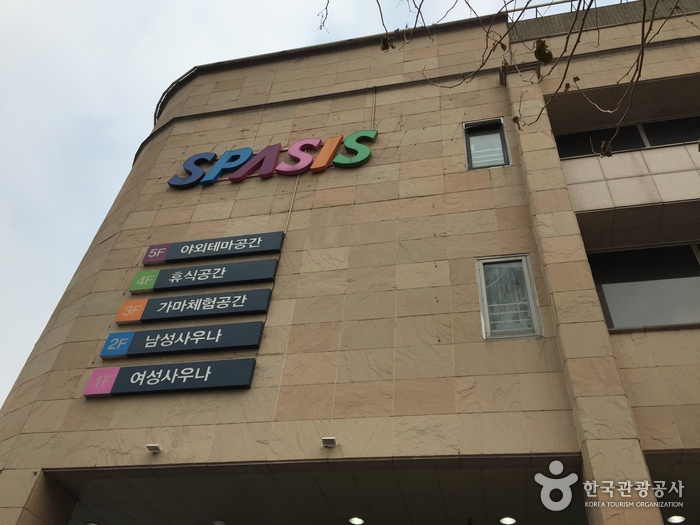 SPASIS
5F 야외테마공간
4F 휴식공간
3F 가마체험공간
2F 남성사우나
1F 여성사우나
한국관광공사
KOREA TOURISM ORGANIZATION